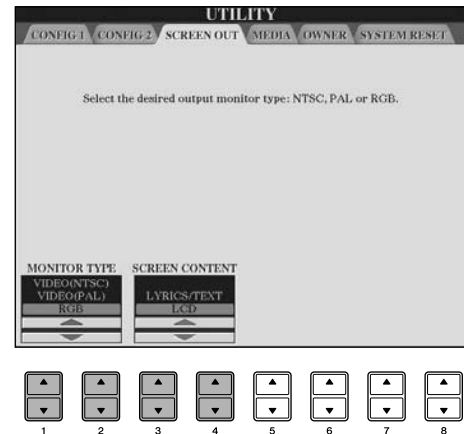 UTILITY
CONFIG 1 CONFIG 2 SCREEN OUT MEDIA OWNER SYSTEM RESET
Select the desired output monitor type: NTSC, PAL or RGB.
MONITOR TYPE SCREEN CONTENT
VIDEO(NTSC)
VIDEO(PAL) LYRICS/TEXT
RGB LCD
1 2 3 4 5 6 7 8